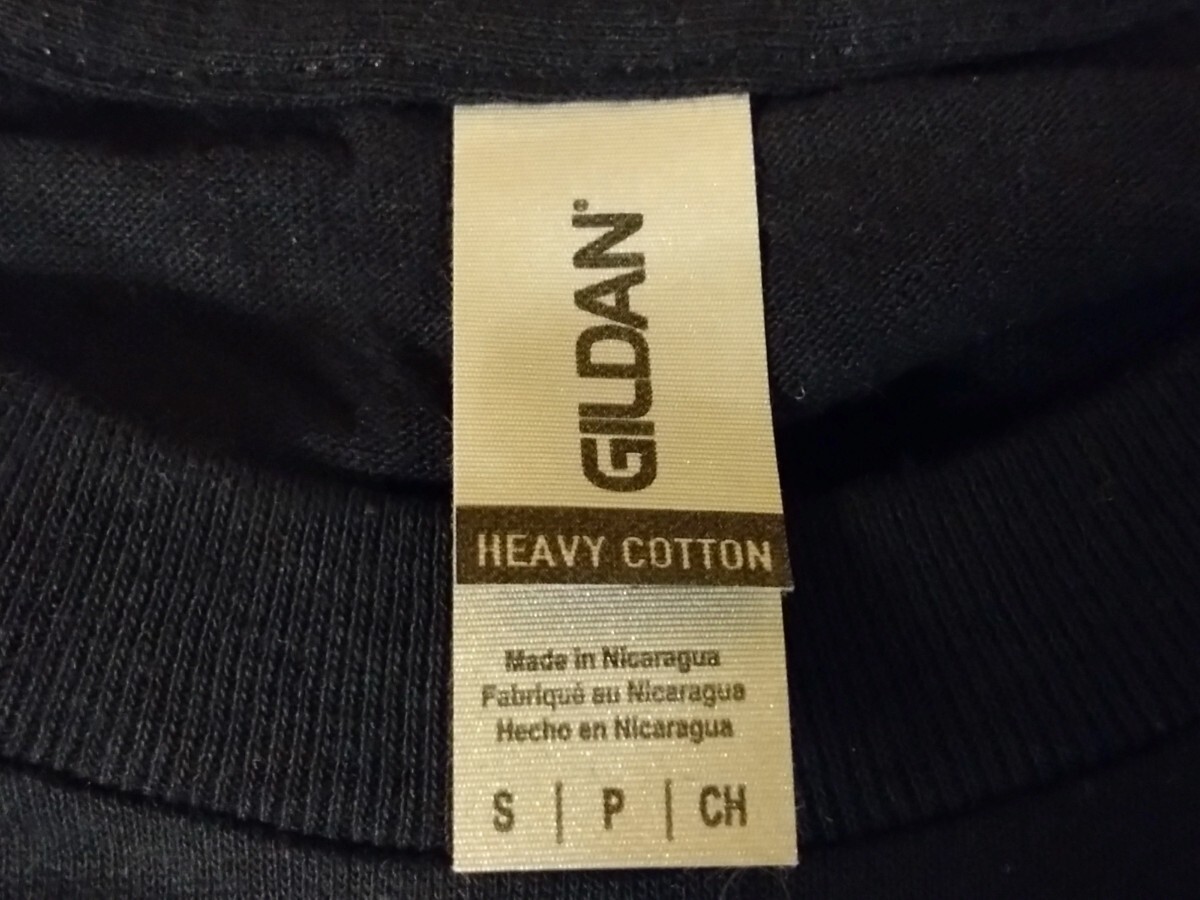 GILDAN®
HEAVY COTTON
Made in Nicaragua
Fabriqué au Nicaragua
Hecho en Nicaragua
S | P | CH